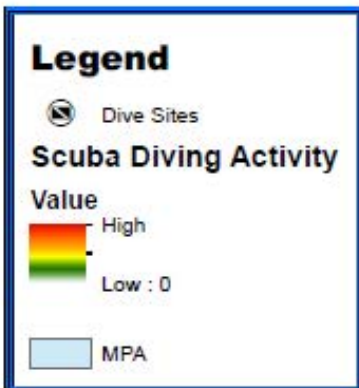 Legend
Dive Sites
Scuba Diving Activity
Value
High
Low : 0
MPA